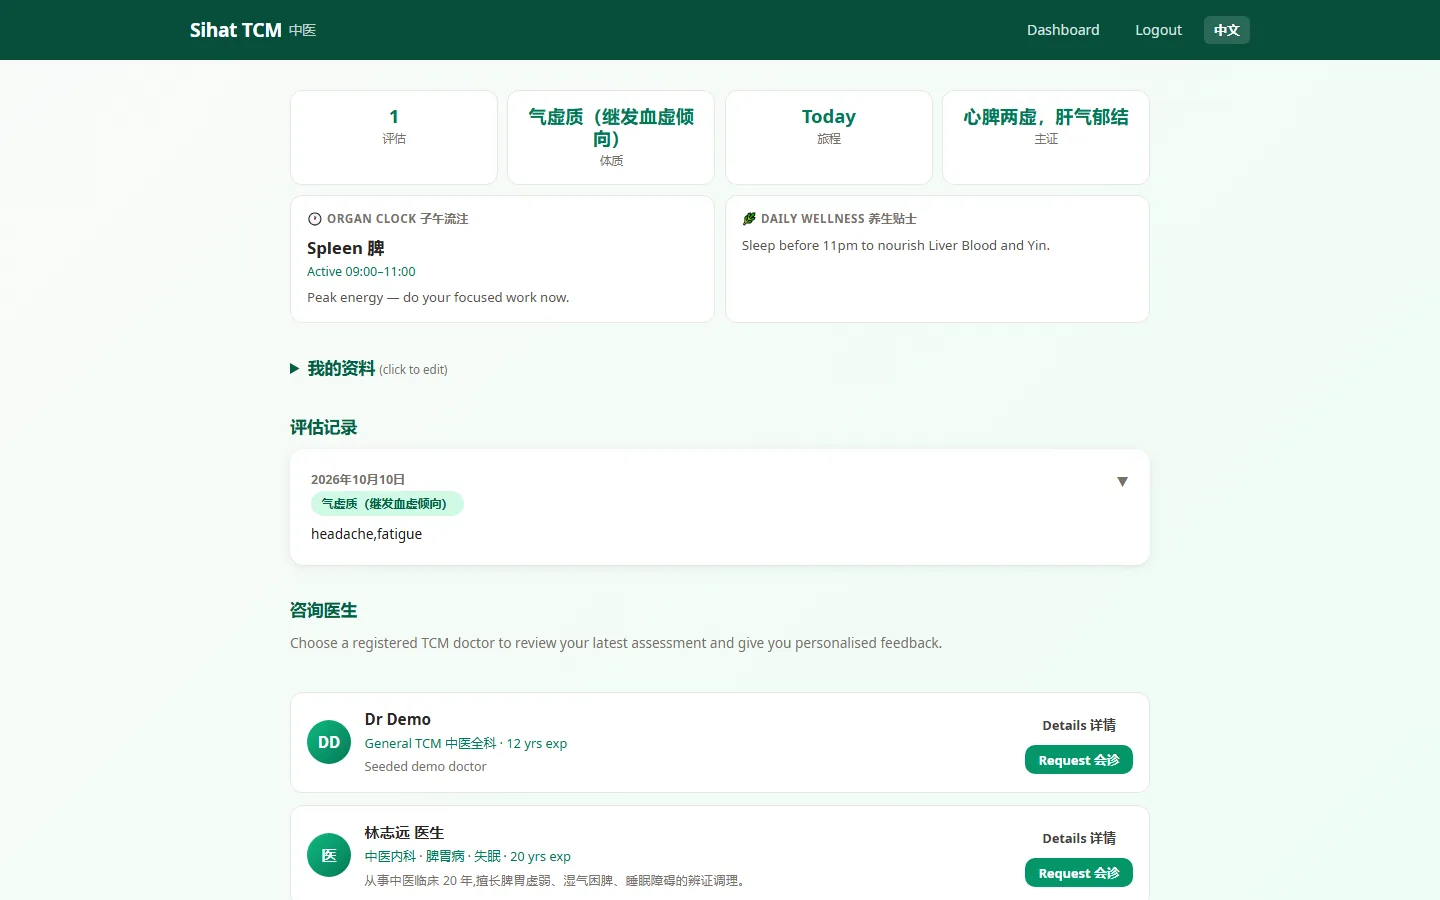 Sihat TCM 中医
Dashboard
Logout
中文
1
评估
气虚质（继发血虚倾
向）
体质
Today
旅程
心脾两虚，肝气郁结
主证
ORGAN CLOCK 子午流注
Spleen 脾
Active 09:00–11:00
Peak energy — do your focused work now.
DAILY WELLNESS 养生贴士
Sleep before 11pm to nourish Liver Blood and Yin.
我的资料 (click to edit)
评估记录
2026年10月10日
气虚质（继发血虚倾向）
headache,fatigue
咨询医生
Choose a registered TCM doctor to review your latest assessment and give you personalised feedback.
DD
Dr Demo
General TCM 中医全科 · 12 yrs exp
Seeded demo doctor
Details 详情
Request 会诊
医
林志远 医生
中医内科 · 脾胃病 · 失眠 · 20 yrs exp
从事中医临床 20 年,擅长脾胃虚弱、湿气困脾、睡眠障碍的辨证调理。
Details 详情
Request 会诊